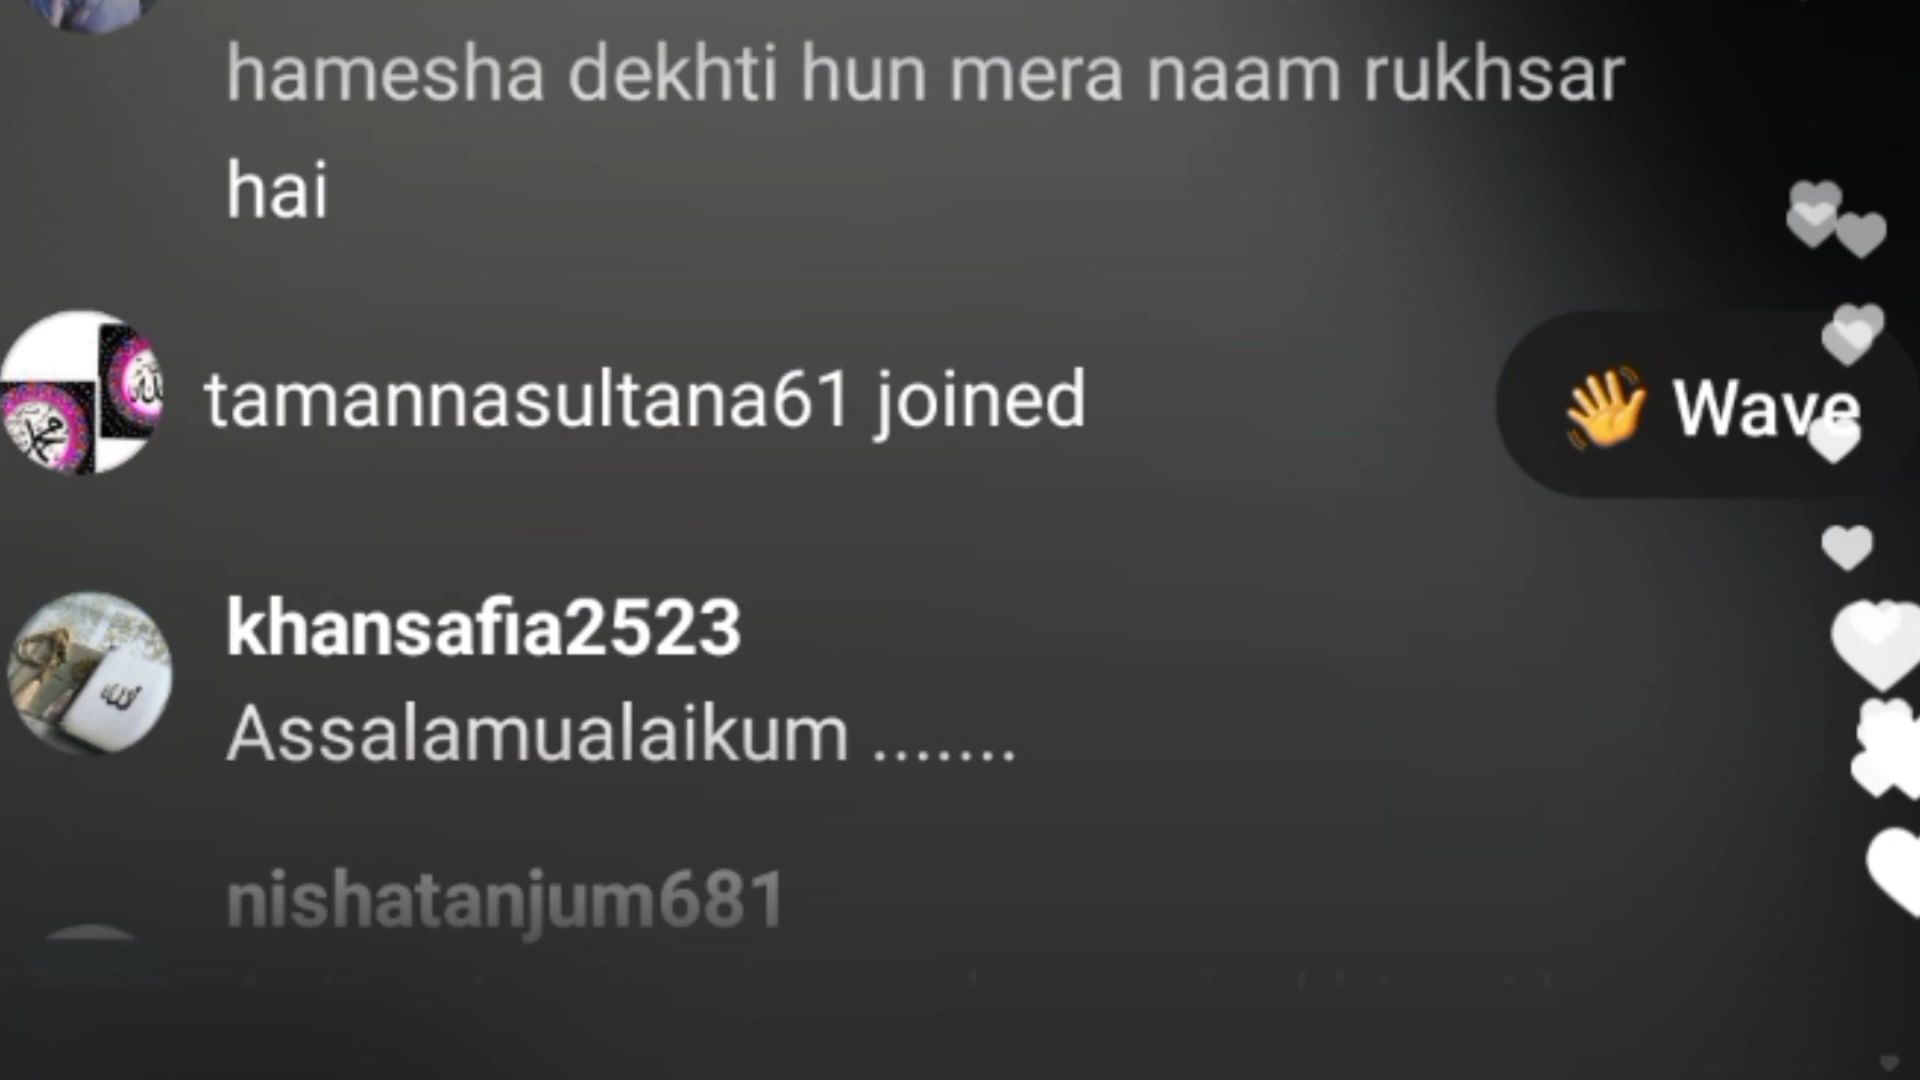 hamesha dekhti hun mera naam rukhsar
hai
tamannasultana61 joined
👋 Wave
khansafia2523
Assalamualaikum .......
nishatanjum681